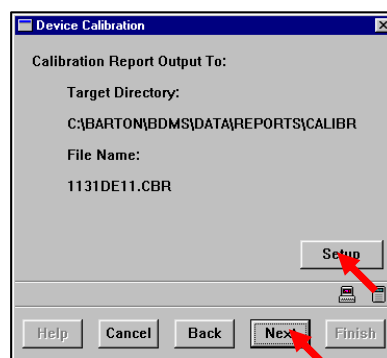 Device Calibration
Calibration Report Output To:
Target Directory:
C:\BARTON\BDMS\DATA\REPORTS\CALIBR
File Name:
1131DE11.CBR
Setup
Help Cancel Back Next Finish